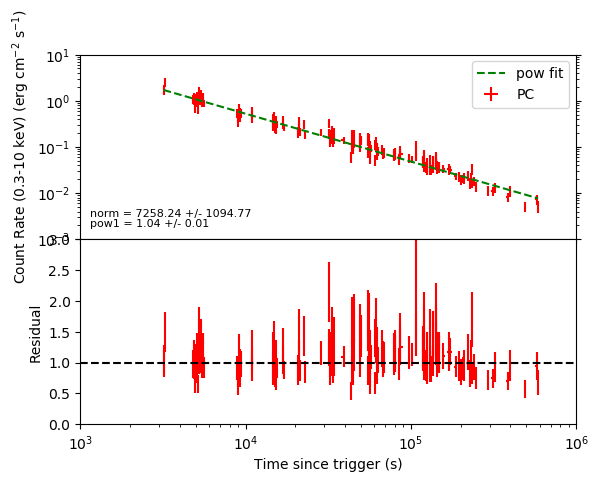 Count Rate (0.3-10 keV) (erg cm⁻² s⁻¹)
10¹
10⁰
10⁻¹
10⁻²
10⁻³
pow fit
PC
norm = 7258.24 +/- 1094.77
pow1 = 1.04 +/- 0.01
Residual
3.0
2.5
2.0
1.5
1.0
0.5
0.0
10³
10⁴
10⁵
10⁶
Time since trigger (s)